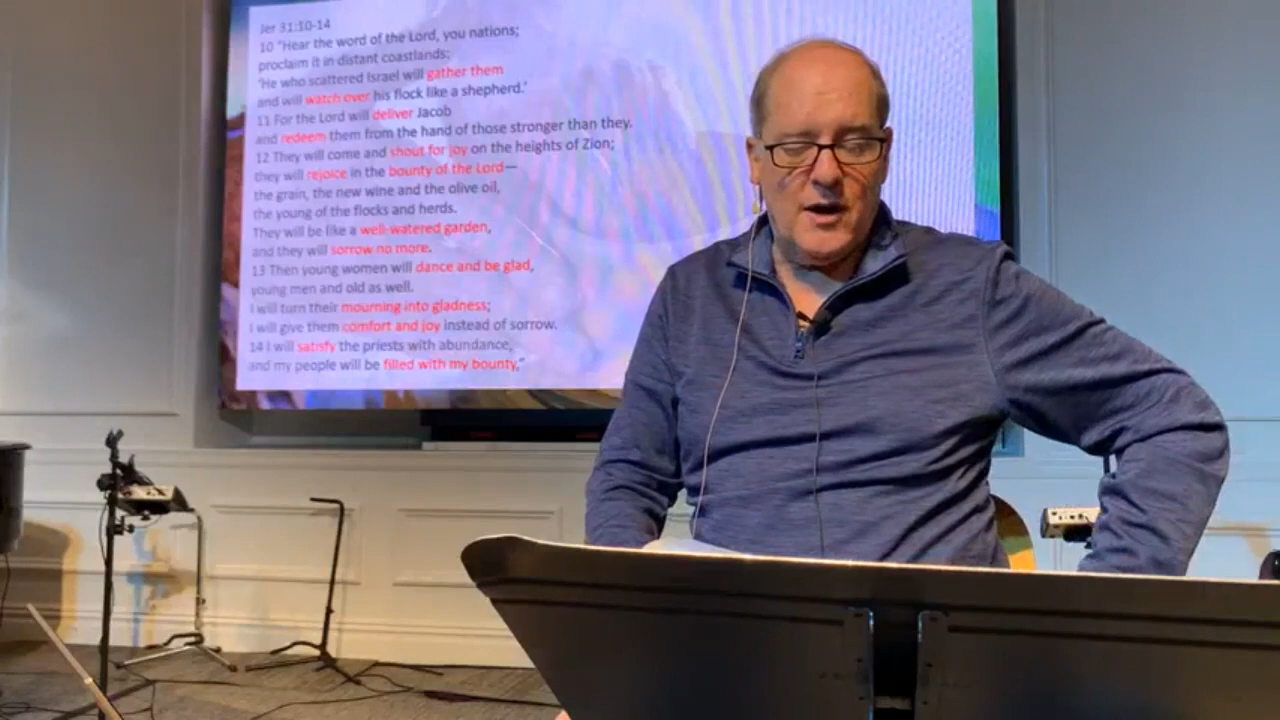 Jer 31:10-14
10 "Hear the word of the Lord, you nations;
proclaim it in distant coastlands;
'He who scattered Israel will gather them
and will watch over his flock like a shepherd.'
11 For the Lord will deliver Jacob
and redeem them from the hand of those stronger than they.
12 They will come and shout for joy on the heights of Zion;
they will rejoice in the bounty of the Lord—
the grain, the new wine and the olive oil,
the young of the flocks and herds.
They will be like a well-watered garden,
and they will sorrow no more.
13 Then young women will dance and be glad,
young men and old as well.
I will turn their mourning into gladness;
I will give them comfort and joy instead of sorrow.
14 I will satisfy the priests with abundance,
and my people will be filled with my bounty,"